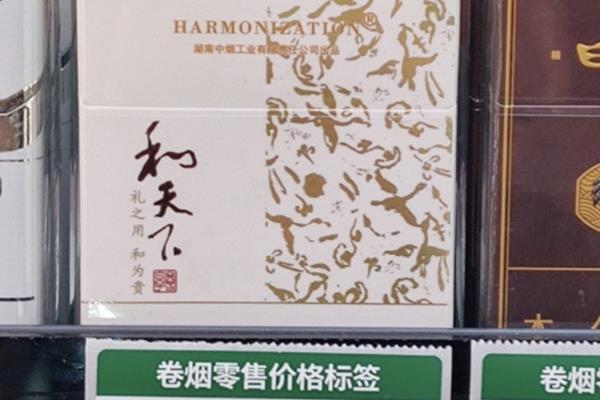 HARMONIZATION®
湖南中烟工业有限责任公司出品
和天下
礼之用
和为贵
卷烟零售价格标签
卷烟